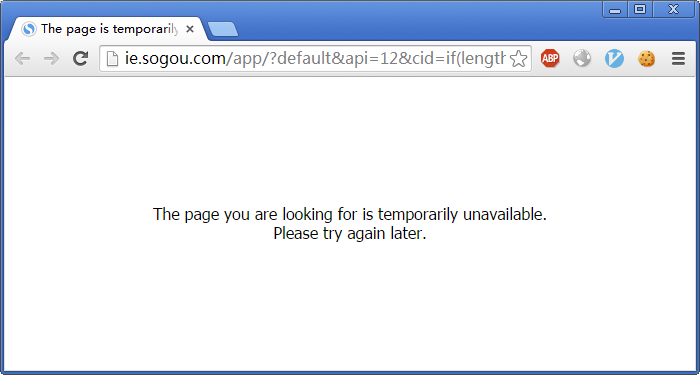 The page is temporarily
ie.sogou.com/app/?default&api=12&cid=if(length
ABP
The page you are looking for is temporarily unavailable.
Please try again later.